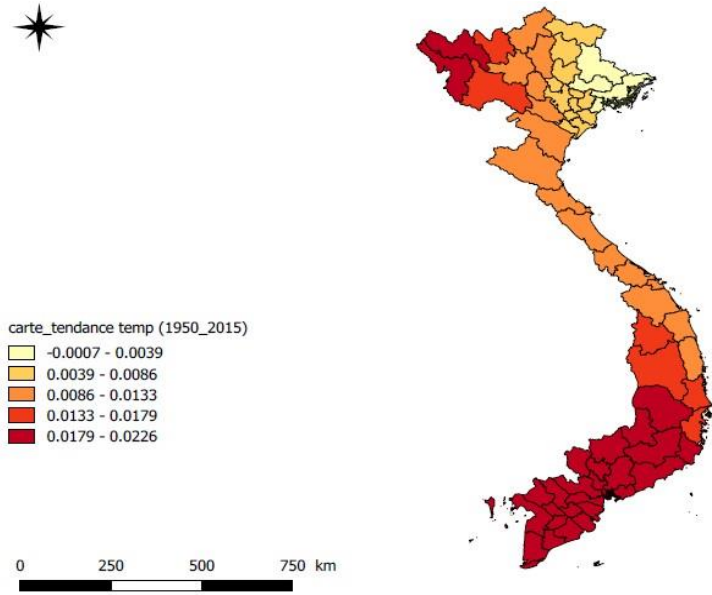 carte_tendance temp (1950_2015)
-0.0007 - 0.0039
0.0039 - 0.0086
0.0086 - 0.0133
0.0133 - 0.0179
0.0179 - 0.0226
0 250 500 750 km